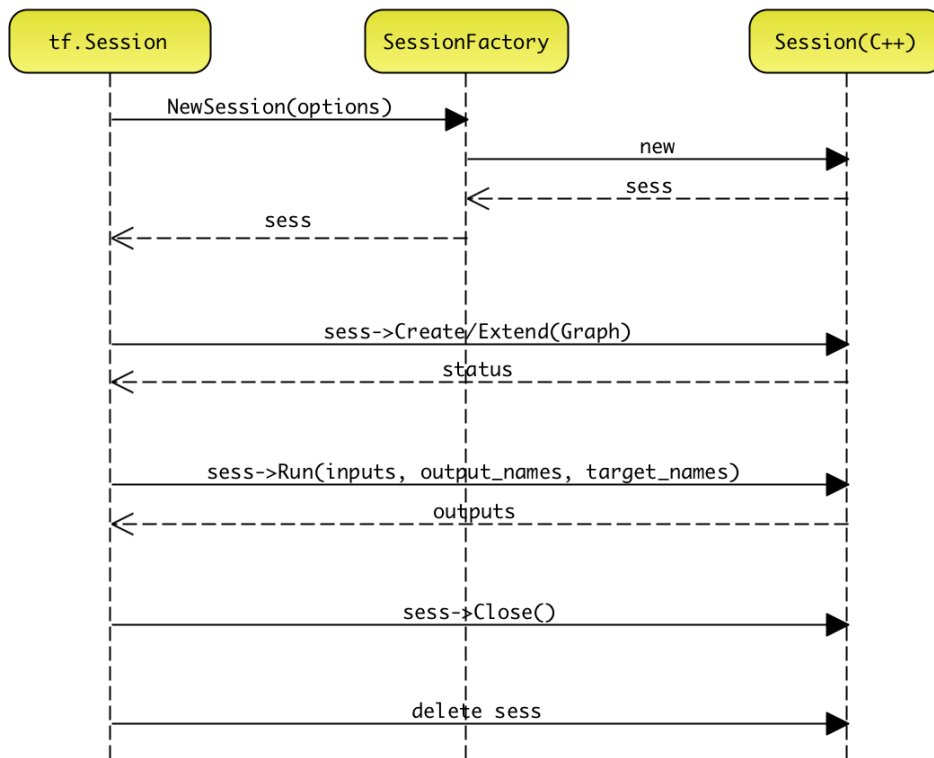 tf.Session
SessionFactory
Session(C++)
NewSession(options)
new
sess
sess
sess->Create/Extend(Graph)
status
sess->Run(inputs, output_names, target_names)
outputs
sess->Close()
delete sess